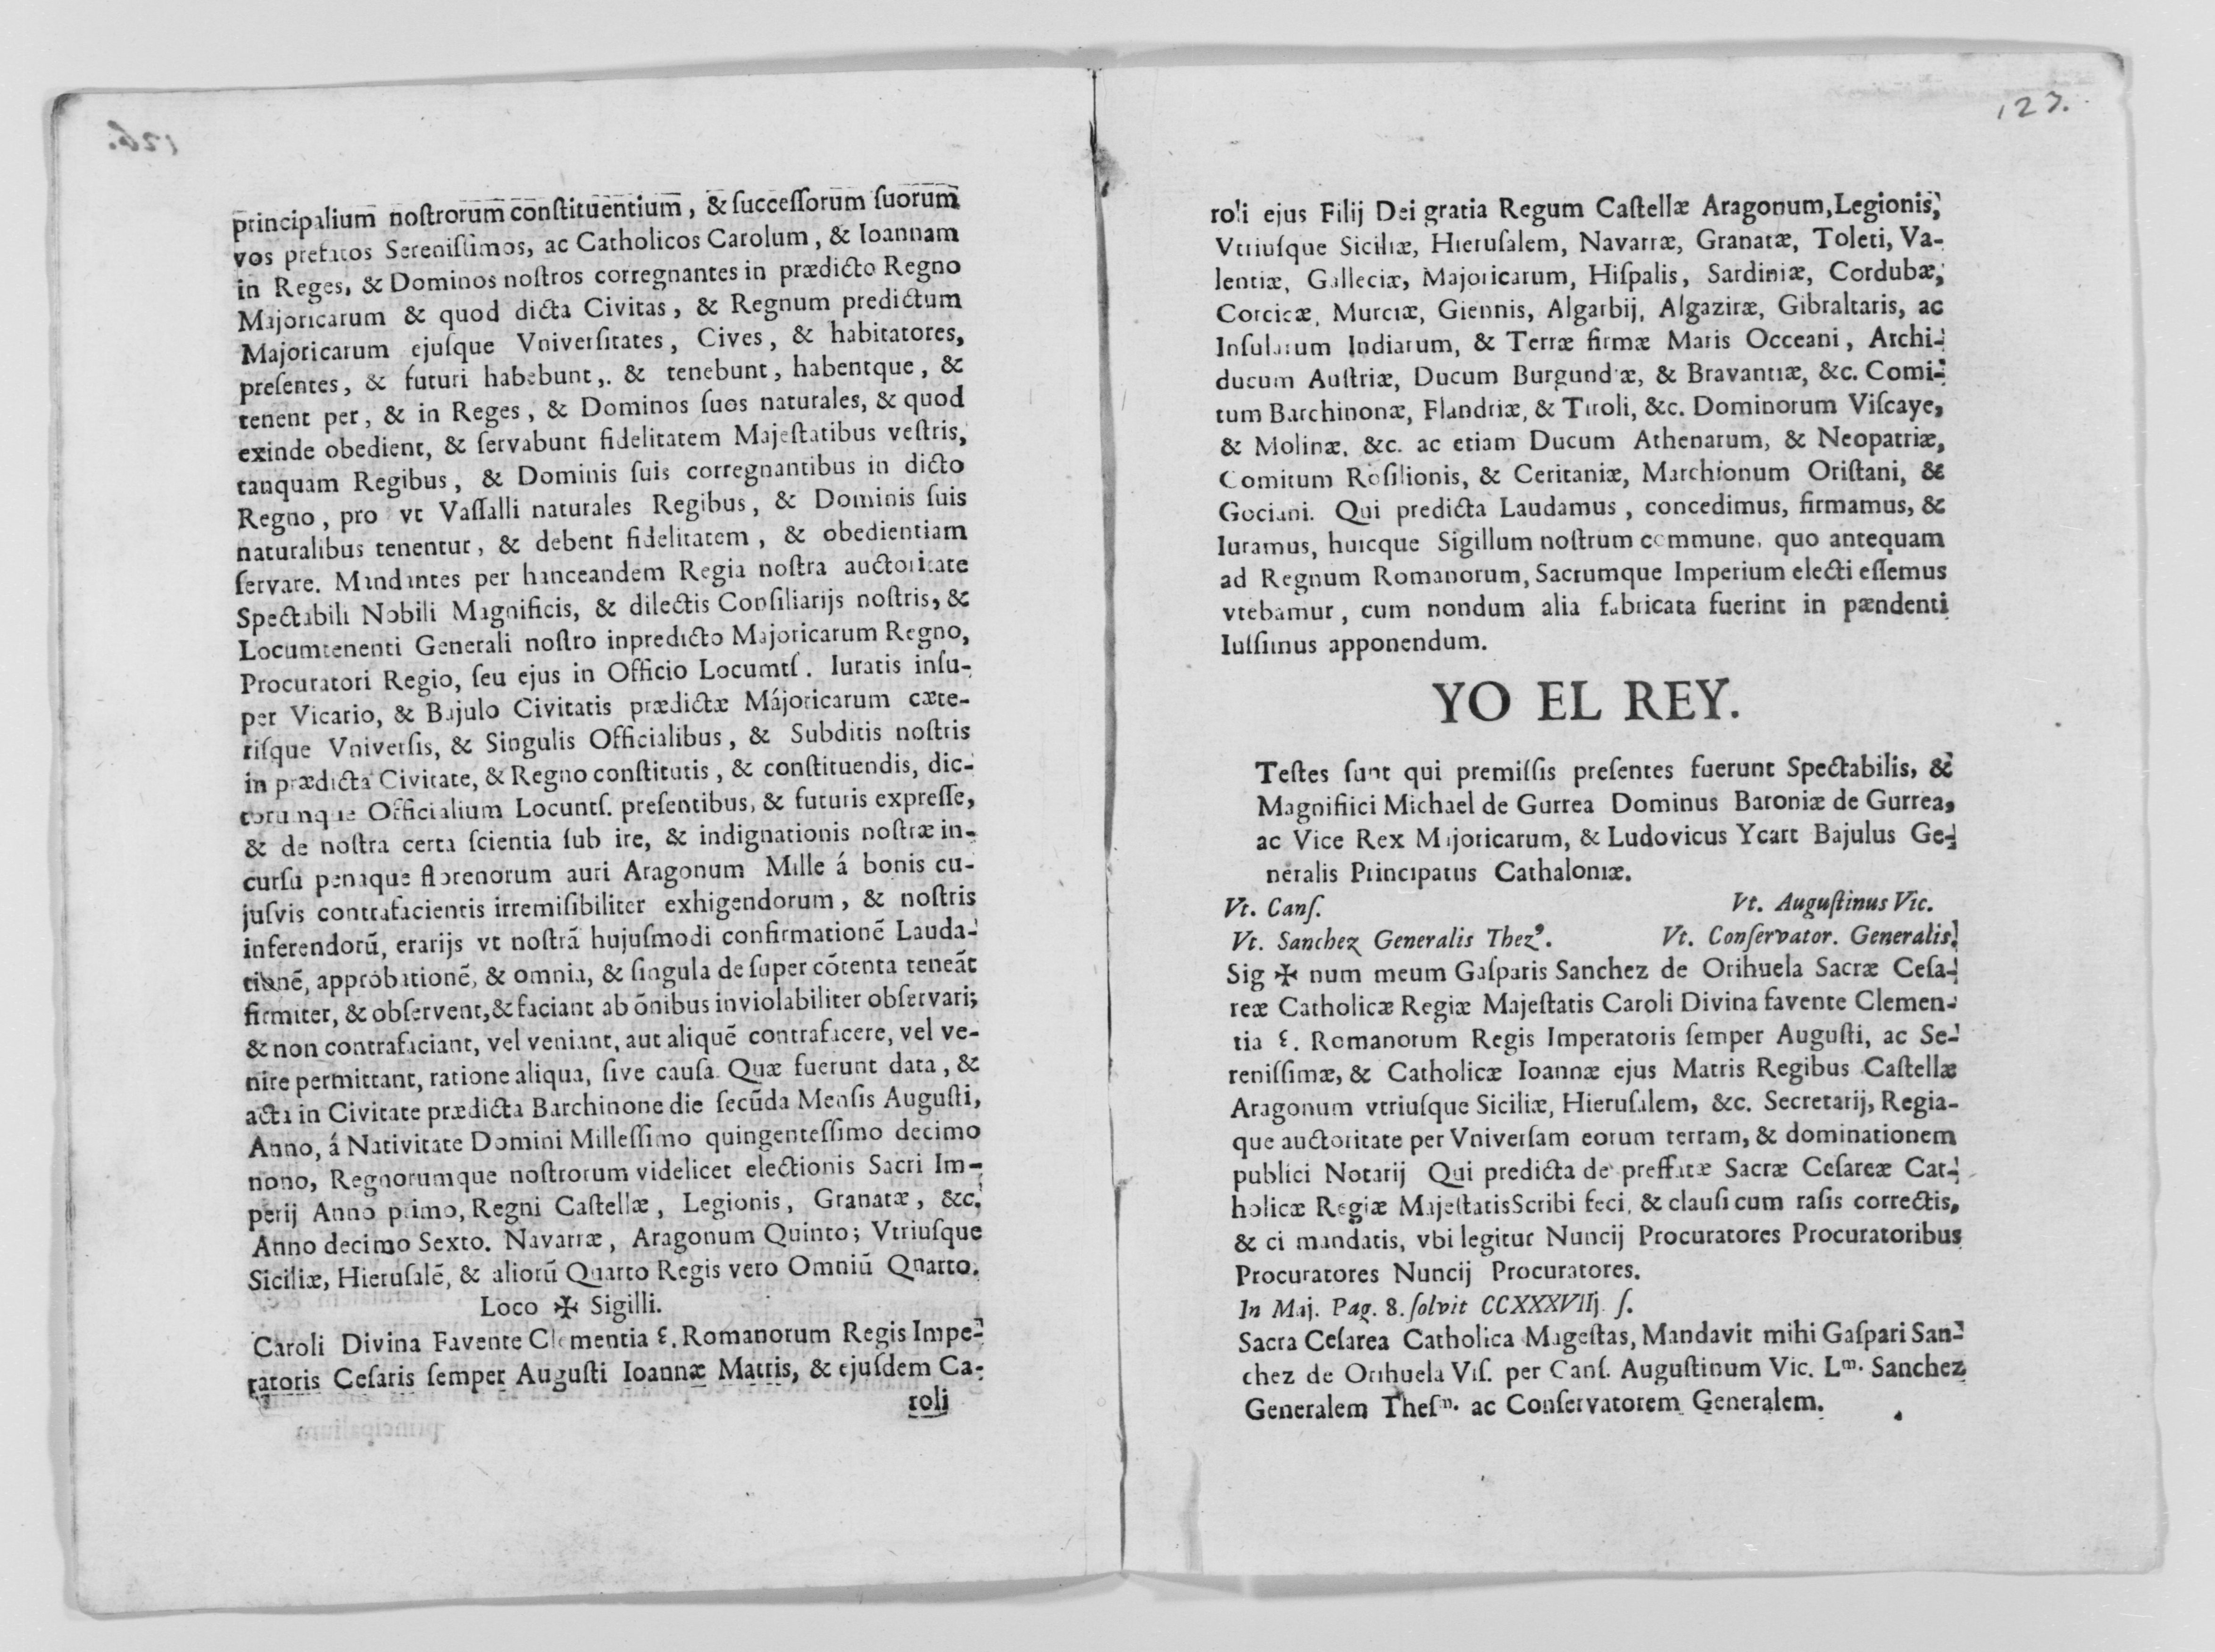 principalium nostrorum constituentium, & successorum suorum
vos prefatos Serenissimos, ac Catholicos Carolum, & Ioannam
in Reges, & Dominos nostros corregnantes in prædicto Regno
Majoricarum & quod dicta Civitas, & Regnum predictum
Majoricarum ejusque Vniversitates, Cives, & habitatores,
presentes, & futuri habebunt,. & tenebunt, habentque, &
tenent per, & in Reges, & Dominos suos naturales, & quod
exinde obedient, & servabunt fidelitatem Majestatibus vestris,
tanquam Regibus, & Dominis suis corregnantibus in dicto
Regno, pro vt Vassalli naturales Regibus, & Dominis suis
naturalibus tenentur, & debent fidelitatem, & obedientiam
servare. Mandantes per hanceandem Regia nostra auctoritate
Spectabili Nobili Magnificis, & dilectis Consiliarijs nostris, &
Locumtenenti Generali nostro inpredicto Majoricarum Regno,
Procuratori Regio, seu ejus in Officio Locumts. Iuratis insu-
per Vicario, & Bajulo Civitatis prædictæ Májoricarum cæte-
risque Vniversis, & Singulis Officialibus, & Subditis nostris
in prædicta Civitate, & Regno constitutis, & constituendis, dic-
torunque Officialium Locunts. presentibus, & futuris expresse,
& de nostra certa scientia sub ire, & indignationis nostræ in-
cursu penaque florenorum auri Aragonum Mille á bonis cu-
jusvis contrafacientis irremisibiliter exhigendorum, & nostris
inferendorũ, erarijs vt nostrã hujusmodi confirmationẽ Lauda-
tionẽ, approbationẽ, & omnia, & singula de super cõtenta teneãt
firmiter, & observent, & faciant ab õnibus inviolabiliter observari;
& non contrafaciant, vel veniant, aut aliquẽ contrafacere, vel ve-
nire permittant, ratione aliqua, sive causa. Quæ fuerunt data, &
acta in Civitate prædicta Barchinone die secũda Mensis Augusti,
Anno, á Nativitate Domini Millessimo quingentessimo decimo
nono, Regnorumque nostrorum videlicet electionis Sacri Im-
perij Anno primo, Regni Castellæ, Legionis, Granatæ, &c.
Anno decimo Sexto. Navarræ, Aragonum Quinto; Vtriusque
Siciliæ, Hierusalẽ, & aliorũ Quarto Regis vero Omniũ Quarto.
Loco ✠ Sigilli.
Caroli Divina Favente Clementia ε. Romanorum Regis Impe-
ratoris Cesaris semper Augusti Ioannæ Matris, & ejusdem Ca-
roli
123.
roli ejus Filij Dei gratia Regum Castellæ Aragonum, Legionis,
Vtriusque Siciliæ, Hierusalem, Navarræ, Granatæ, Toleti, Va-
lentiæ, Galleciæ, Majoricarum, Hispalis, Sardiniæ, Cordubæ,
Corcicæ, Murciæ, Giennis, Algarbij, Algaziræ, Gibraltaris, ac
Insularum Indiarum, & Terræ firmæ Maris Occeani, Archi-
ducum Austriæ, Ducum Burgundiæ, & Bravantiæ, &c. Comi-
tum Barchinonæ, Flandriæ, & Tiroli, &c. Dominorum Viscaye,
& Molinæ, &c. ac etiam Ducum Athenarum, & Neopatriæ,
Comitum Rosilionis, & Ceritaniæ, Marchionum Oristani, &
Gociani. Qui predicta Laudamus, concedimus, firmamus, &
Iuramus, huicque Sigillum nostrum commune, quo antequam
ad Regnum Romanorum, Sacrumque Imperium electi essemus
vtebamur, cum nondum alia fabricata fuerint in pændenti
Iussimus apponendum.
YO EL REY.
Testes sunt qui premissis presentes fuerunt Spectabilis, &
Magnifiici Michael de Gurrea Dominus Baroniæ de Gurrea,
ac Vice Rex Majoricarum, & Ludovicus Ycart Bajulus Ge-
neralis Principatus Cathaloniæ.
Vt. Cans. Vt. Augustinus Vic.
Vt. Sanchez Generalis Thezº. Vt. Conservator. Generalis.
Sig ✠ num meum Gasparis Sanchez de Orihuela Sacræ Cesa-
reæ Catholicæ Regiæ Majestatis Caroli Divina favente Clemen-
tia ε. Romanorum Regis Imperatoris semper Augusti, ac Se-
renissimæ, & Catholicæ Ioannæ ejus Matris Regibus Castellæ
Aragonum vtriusque Siciliæ, Hierusalem, &c. Secretarij, Regia-
que auctoritate per Vniversam eorum terram, & dominationem
publici Notarij Qui predicta de preffatæ Sacræ Cesareæ Cat-
holicæ Regiæ Majestatis Scribi feci, & clausi cum rasis correctis,
& ci mandatis, vbi legitur Nuncij Procuratores Procuratoribus
Procuratores Nuncij Procuratores.
In Maj. Pag. 8. solvit CCXXXVIIj s.
Sacra Cesarea Catholica Magestas, Mandavit mihi Gaspari San-
chez de Orihuela Vis. per Cans. Augustinum Vic. Lm. Sanchez
Generalem Thesm. ac Conservatorem Generalem.